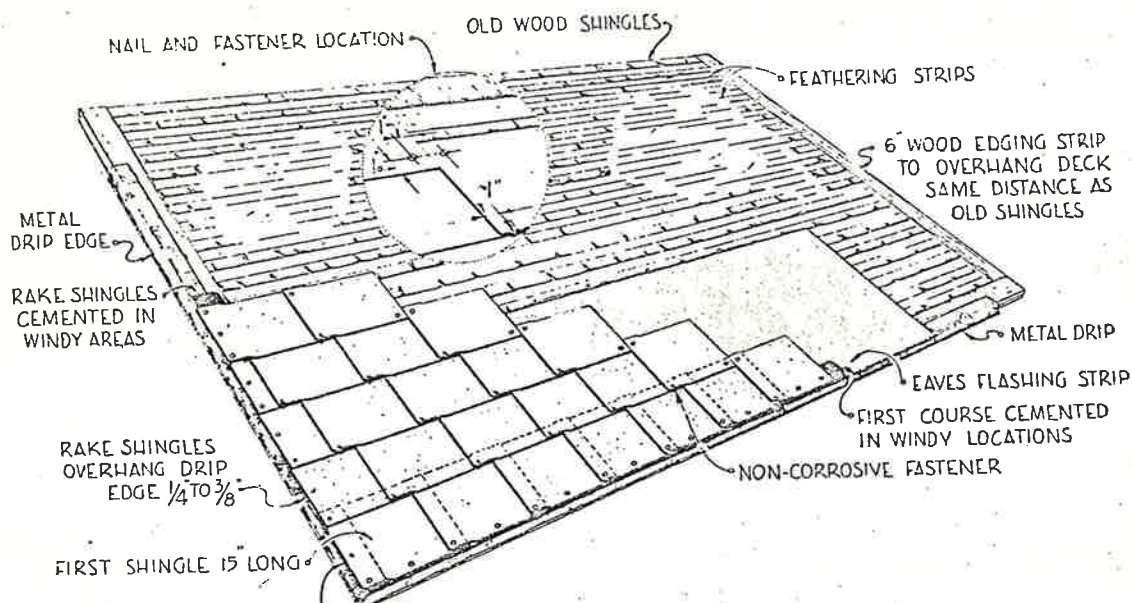 OLD WOOD SHINGLES
NAIL AND FASTENER LOCATION
FEATHERING STRIPS
6" WOOD EDGING STRIP
TO OVERHANG DECK
SAME DISTANCE AS
OLD SHINGLES
1"
METAL
DRIP EDGE
RAKE SHINGLES
CEMENTED IN
WINDY AREAS
METAL DRIP
EAVES FLASHING STRIP
FIRST COURSE CEMENTED
IN WINDY LOCATIONS
NON-CORROSIVE FASTENER
RAKE SHINGLES
OVERHANG DRIP
EDGE 1/4" TO 3/8"
FIRST SHINGLE 15" LONG